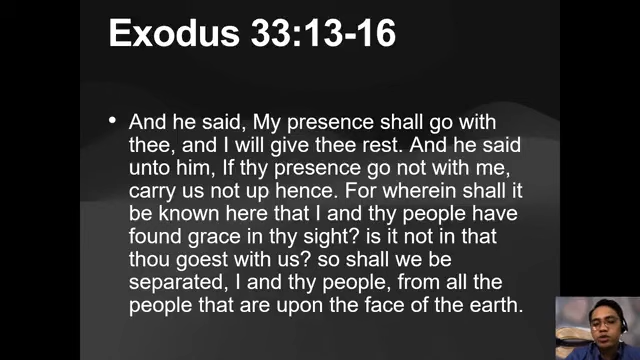 Exodus 33:13-16
• And he said, My presence shall go with
thee, and I will give thee rest. And he said
unto him, If thy presence go not with me,
carry us not up hence. For wherein shall it
be known here that I and thy people have
found grace in thy sight? is it not in that
thou goest with us? so shall we be
separated, I and thy people, from all the
people that are upon the face of the earth.